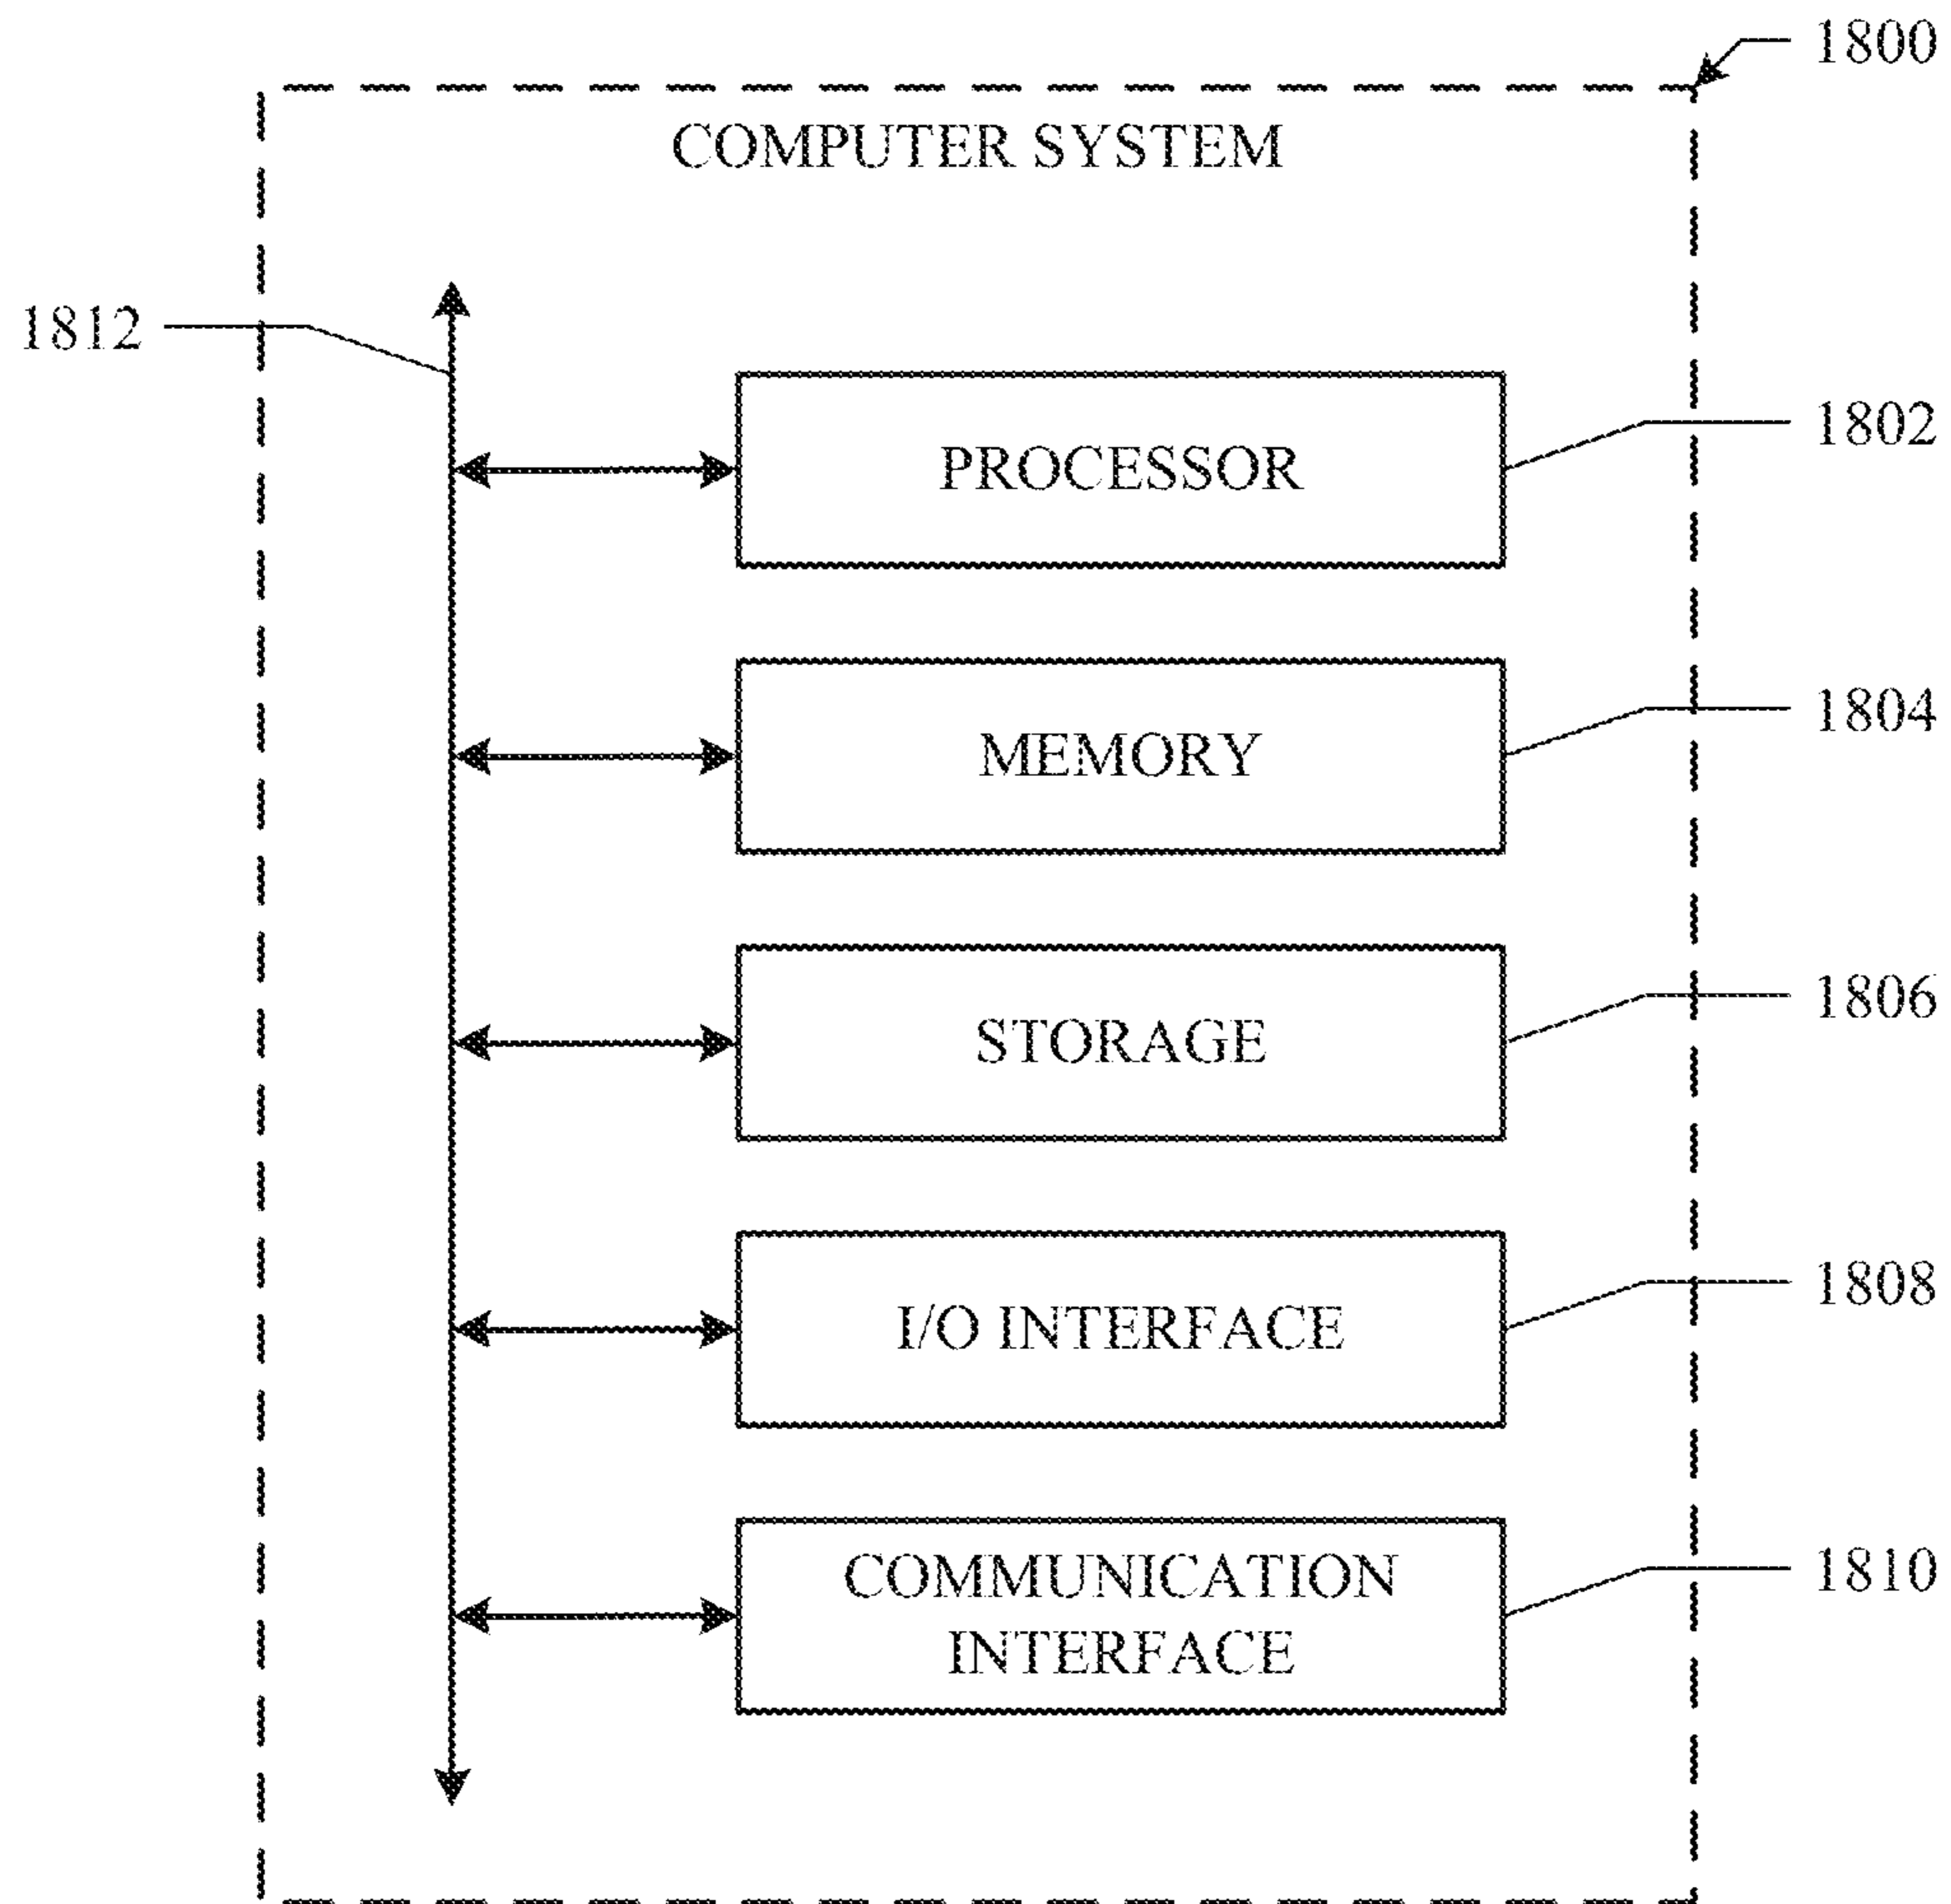 1800
COMPUTER SYSTEM
1812
1802
PROCESSOR
1804
MEMORY
1806
STORAGE
1808
I/O INTERFACE
1810
COMMUNICATION
INTERFACE